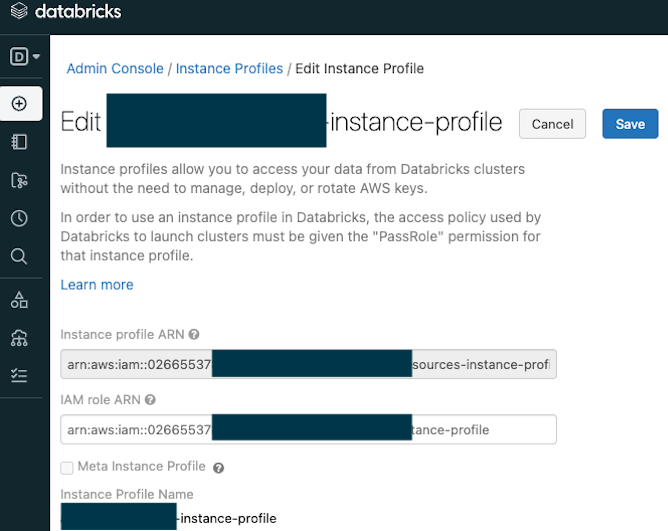 databricks
D
Admin Console / Instance Profiles / Edit Instance Profile
Edit -instance-profile
Cancel
Save
Instance profiles allow you to access your data from Databricks clusters
without the need to manage, deploy, or rotate AWS keys.
In order to use an instance profile in Databricks, the access policy used by
Databricks to launch clusters must be given the "PassRole" permission for
that instance profile.
Learn more
Instance profile ARN ?
arn:aws:iam::02665537 sources-instance-profi
IAM role ARN ?
arn:aws:iam::02665537 tance-profile
Meta Instance Profile ?
Instance Profile Name
-instance-profile